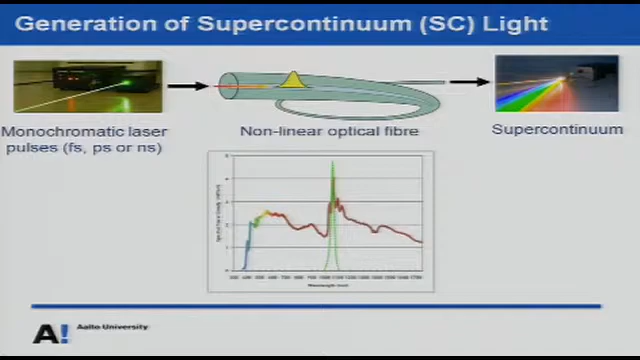 Generation of Supercontinuum (SC) Light
Monochromatic laser
pulses (fs, ps or ns)
Non-linear optical fibre
Supercontinuum
A!
Aalto University